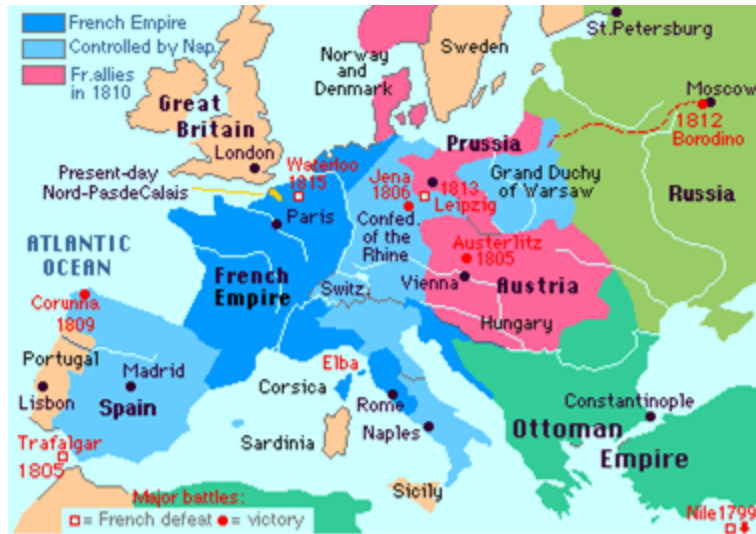 French Empire
Controlled by Nap.
Fr.allies
in 1810
St.Petersburg
Sweden
Norway
and
Denmark
Moscow
1812
Borodino
Great
Britain
London
Prussia
Waterloo
1815
Jena
1806
1813
Leipzig
Grand Duchy
of Warsaw
Present-day
Nord-PasdeCalais
Russia
Paris
Confed.
of the
Rhine
ATLANTIC
OCEAN
Austerlitz
1805
French
Empire
Switz.
Vienna
Austria
Corunna
1809
Hungary
Portugal
Madrid
Elba
Corsica
Lisbon
Spain
Rome
Constantinople
Sardinia
Naples
Ottoman
Empire
Trafalgar
1805
Sicily
Major battles:
= French defeat = victory
Nile1799